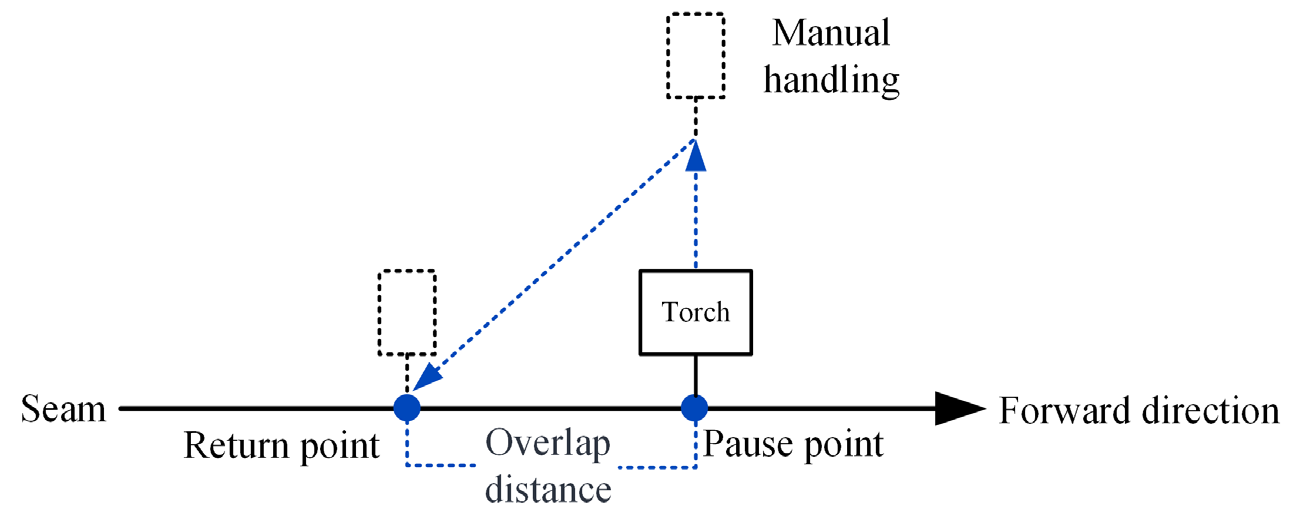 Manual
handling
Torch
Seam
Forward direction
Return point
Overlap
distance
Pause point